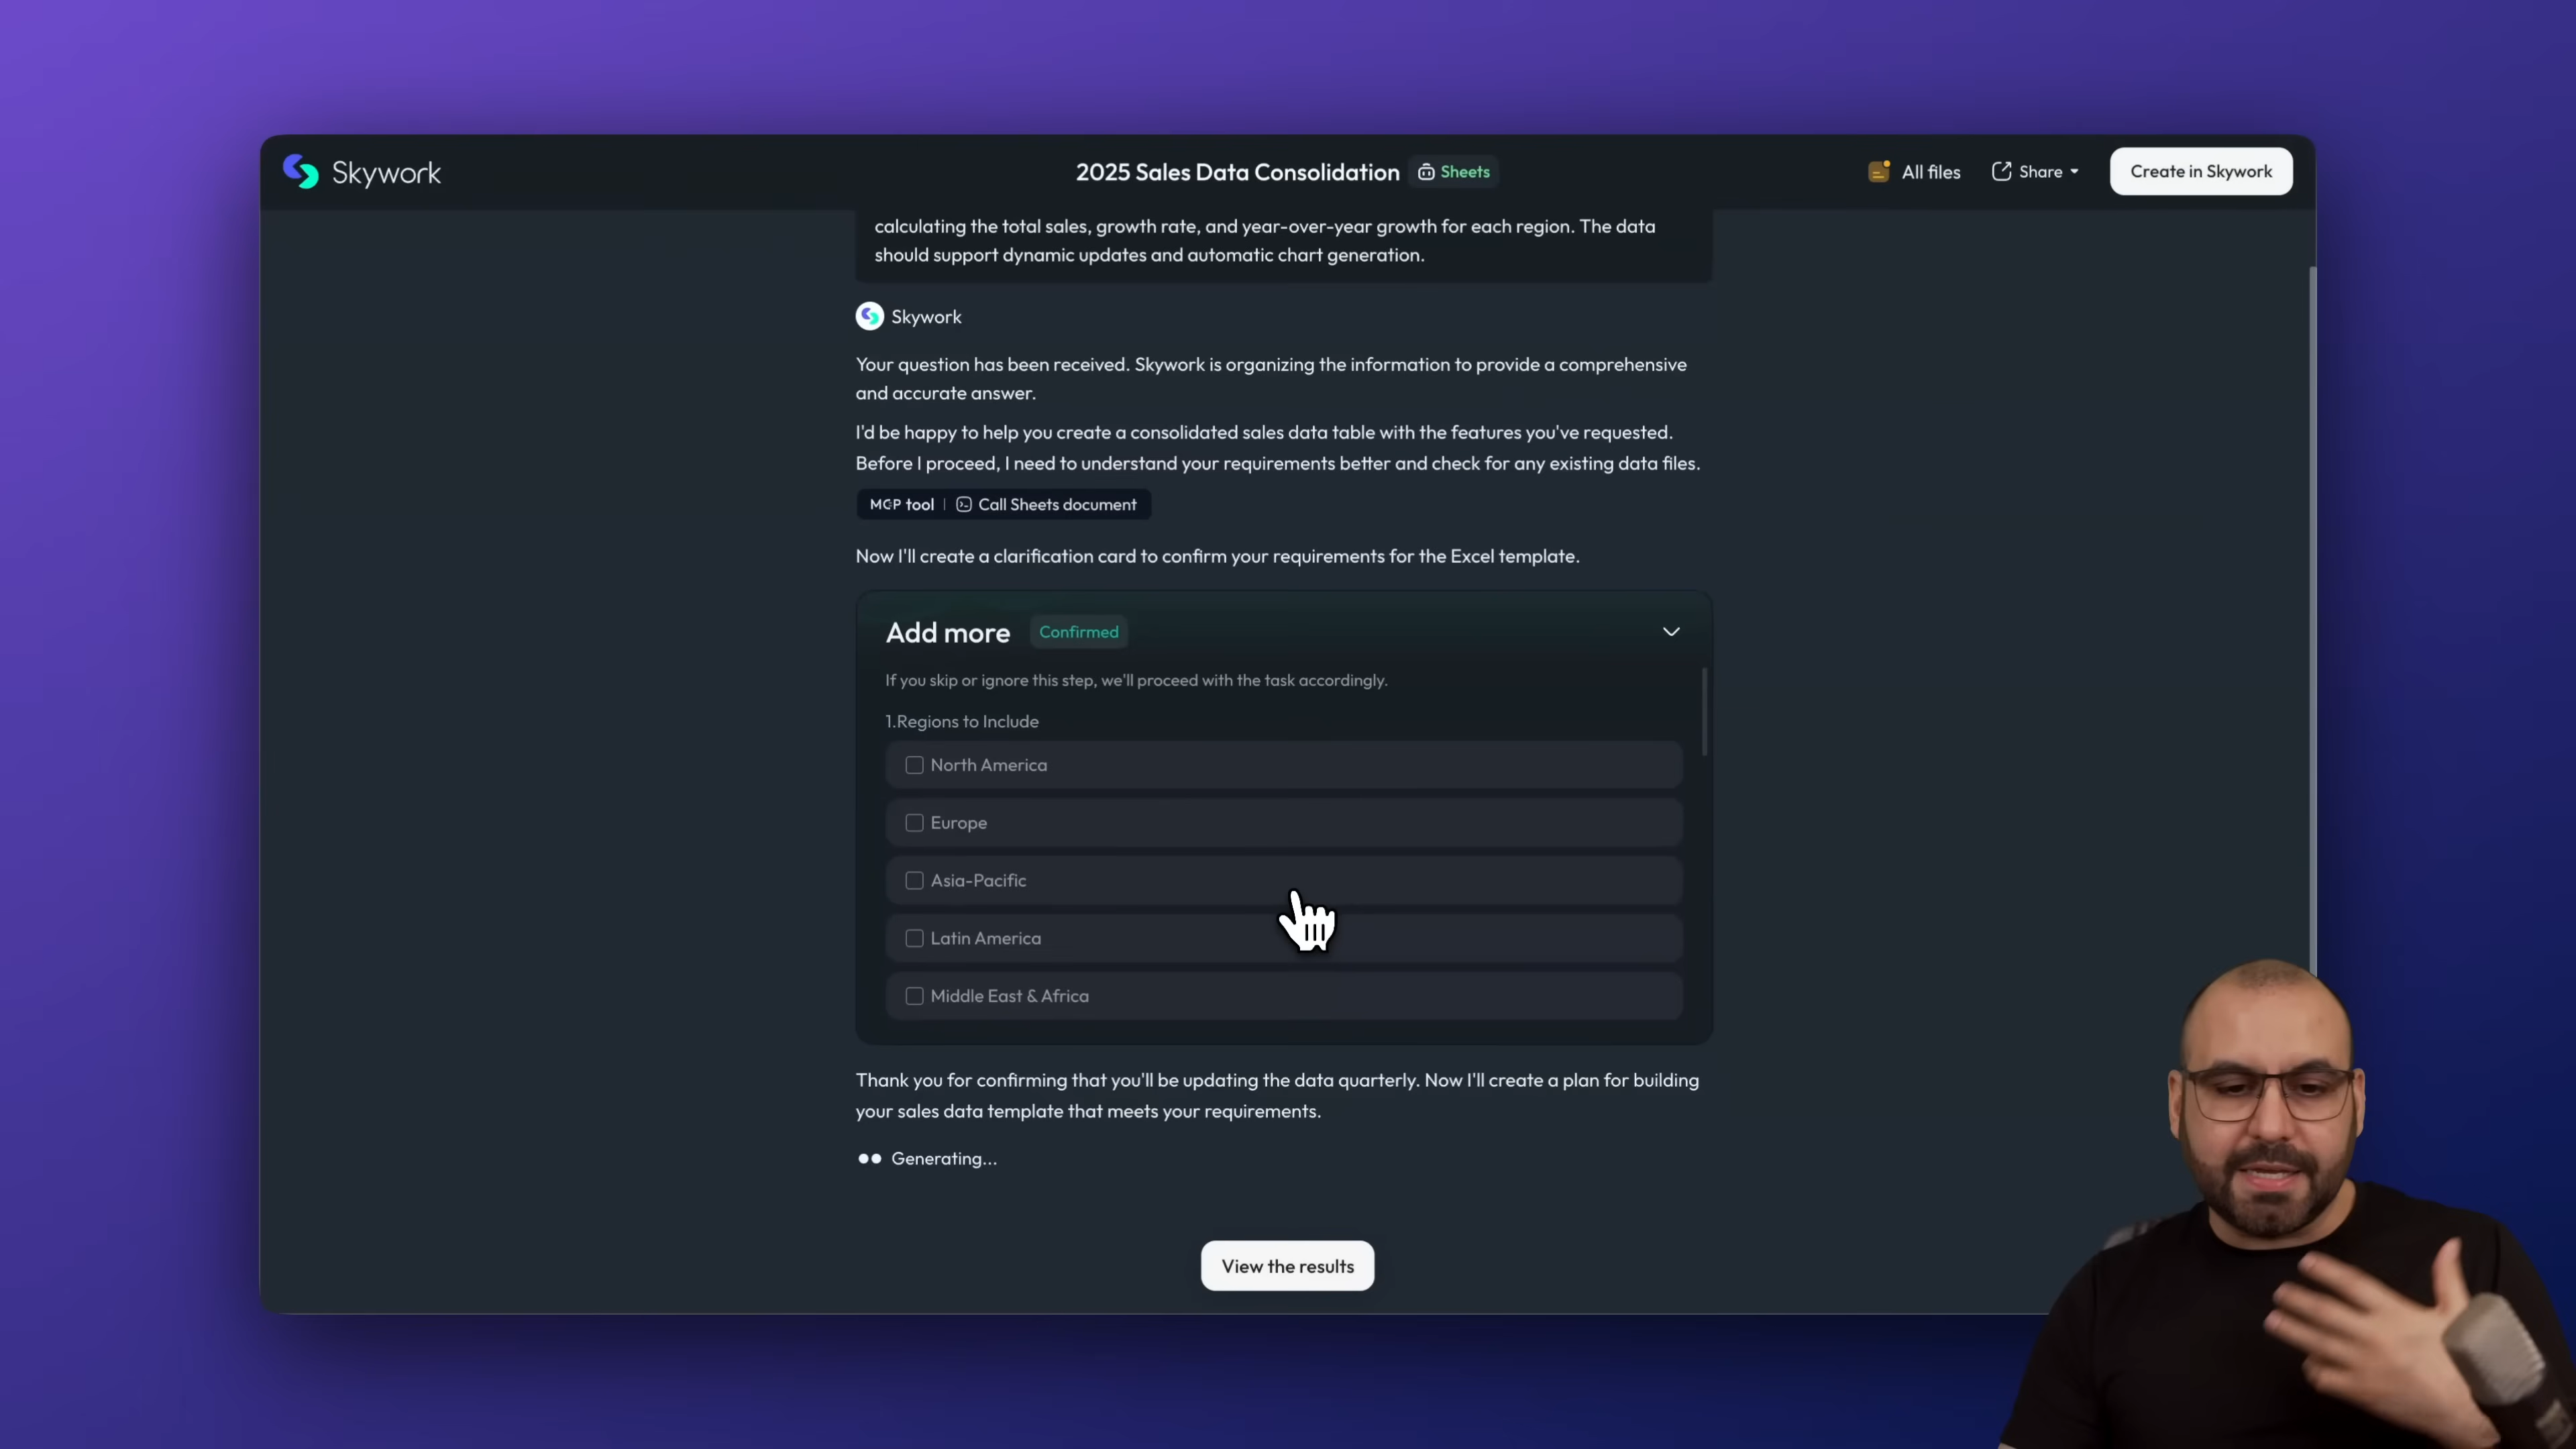 Skywork
2025 Sales Data Consolidation
Sheets
All files
Share
Create in Skywork
calculating the total sales, growth rate, and year-over-year growth for each region. The data
should support dynamic updates and automatic chart generation.
Skywork
Your question has been received. Skywork is organizing the information to provide a comprehensive
and accurate answer.
I'd be happy to help you create a consolidated sales data table with the features you've requested.
Before I proceed, I need to understand your requirements better and check for any existing data files.
MCP tool | Call Sheets document
Now I'll create a clarification card to confirm your requirements for the Excel template.
Add more
Confirmed
If you skip or ignore this step, we'll proceed with the task accordingly.
1.Regions to Include
North America
Europe
Asia-Pacific
Latin America
Middle East & Africa
Thank you for confirming that you'll be updating the data quarterly. Now I'll create a plan for building
your sales data template that meets your requirements.
Generating...
View the results